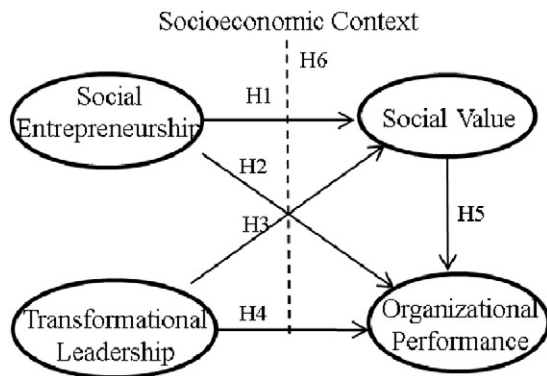 Socioeconomic Context
H6
Social
Entrepreneurship
H1
Social Value
H2
H3
H5
Transformational
Leadership
H4
Organizational
Performance